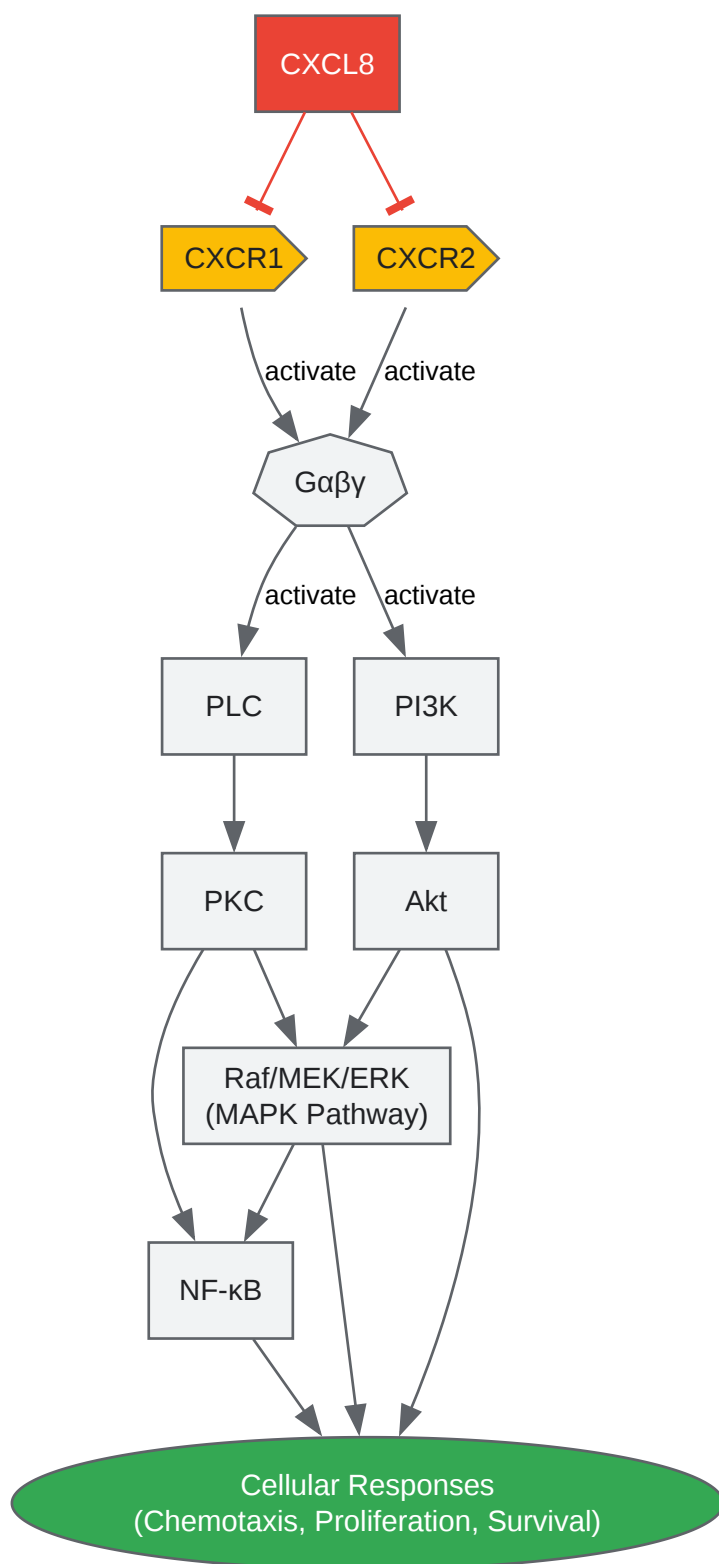 CXCL8
CXCR1
CXCR2
activate
activate
Gαβγ
activate
activate
PLC
PI3K
PKC
Akt
Raf/MEK/ERK
(MAPK Pathway)
NF-κB
Cellular Responses
(Chemotaxis, Proliferation, Survival)